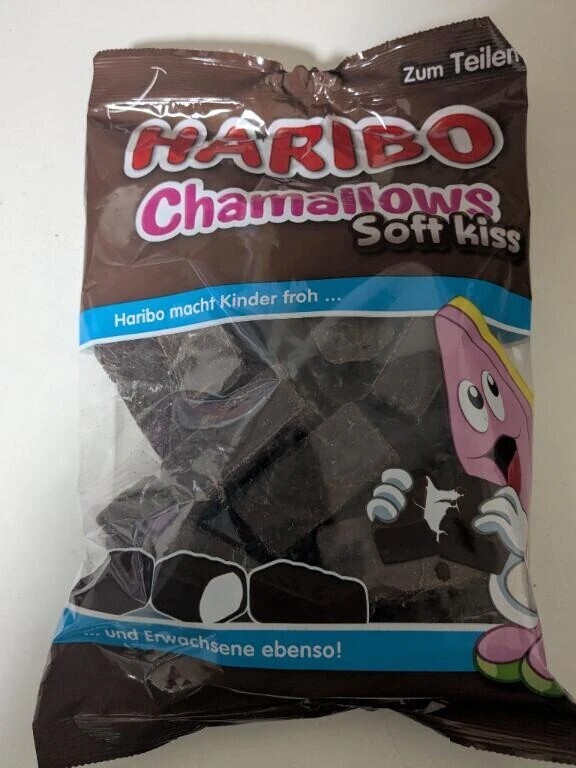 Zum Teilen
HARIBO
Chamallows
Soft kiss
Haribo macht Kinder froh ...
... und Erwachsene ebenso!